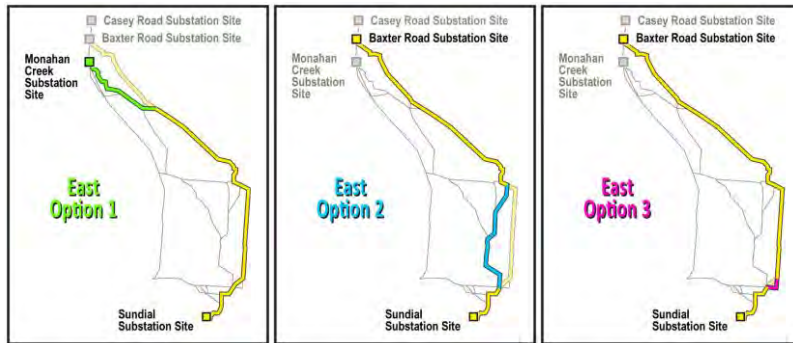 Casey Road Substation Site
Baxter Road Substation Site
Monahan
Creek
Substation
Site
East
Option 1
Sundial
Substation Site
Casey Road Substation Site
Baxter Road Substation Site
Monahan
Creek
Substation
Site
East
Option 2
Sundial
Substation Site
Casey Road Substation Site
Baxter Road Substation Site
Monahan
Creek
Substation
Site
East
Option 3
Sundial
Substation Site